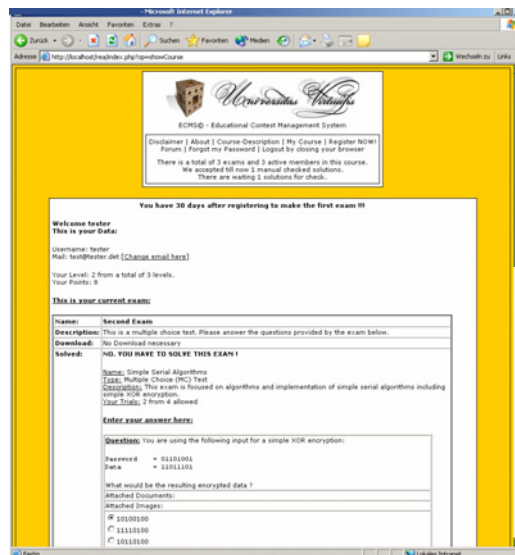 - Microsoft Internet Explorer
Datei Bearbeiten Ansicht Favoriten Extras ?
Zurück Suchen Favoriten Medien
Adresse http://localhost/rea/index.php?op=showCourse Wechseln zu Links
Universitas Virtualis
ECMS© - Educational Contest Management System
Disclaimer | About | Course-Description | My Course | Register NOW!
Forum | Forgot my Password | Logout by closing your browser
There is a total of 3 exams and 3 active members in this course.
We accepted till now 1 manual checked solutions.
There are waiting 1 solutions for check.
You have 30 days after registering to make the first exam !!!
Welcome tester
This is your Data:
Username: tester
Mail: test@tester.det [Change email here]
Your Level: 2 from a total of 3 levels.
Your Points: 8
This is your current exam:
Name: Second Exam
Description: This is a multiple choice test. Please answer the questions provided by the exam below.
Download: No Download necessary
Solved: NO. YOU HAVE TO SOLVE THIS EXAM !
Name: Simple Serial Algorithms
Type: Multiple Choice (MC) Test
Description: This exam is focused on algorithms and implementation of simple serial algorithms including
simple XOR encryption.
Your Trials: 2 from 4 allowed
Enter your answer here:
Question: You are using the following input for a simple XOR encryption:
Password = 01101001
Data = 11011101
What would be the resulting encrypted data ?
Attached Documents:
Attached Images:
10100100
11110100
10110100
Fertig Lokales Intranet